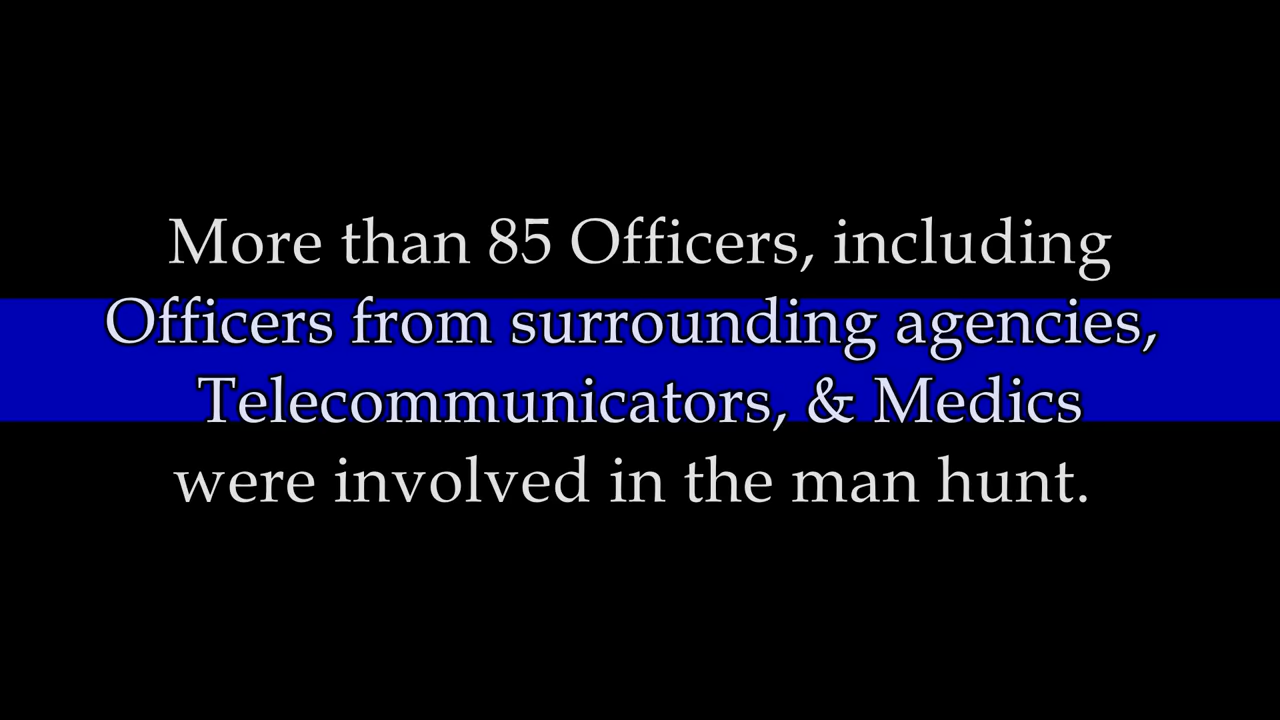 More than 85 Officers, including
Officers from surrounding agencies,
Telecommunicators, & Medics
were involved in the man hunt.